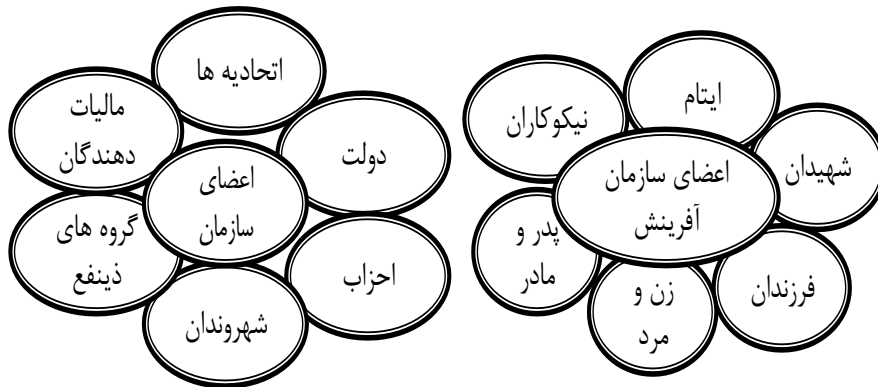 ایتام
نیکوکاران
شهیدان
اعضای سازمان
آفرینش
پدر و
مادر
زن و
مرد
فرزندان
اتحادیه ها
مالیات
دهندگان
دولت
اعضای
سازمان
گروه های
ذینفع
احزاب
شهروندان